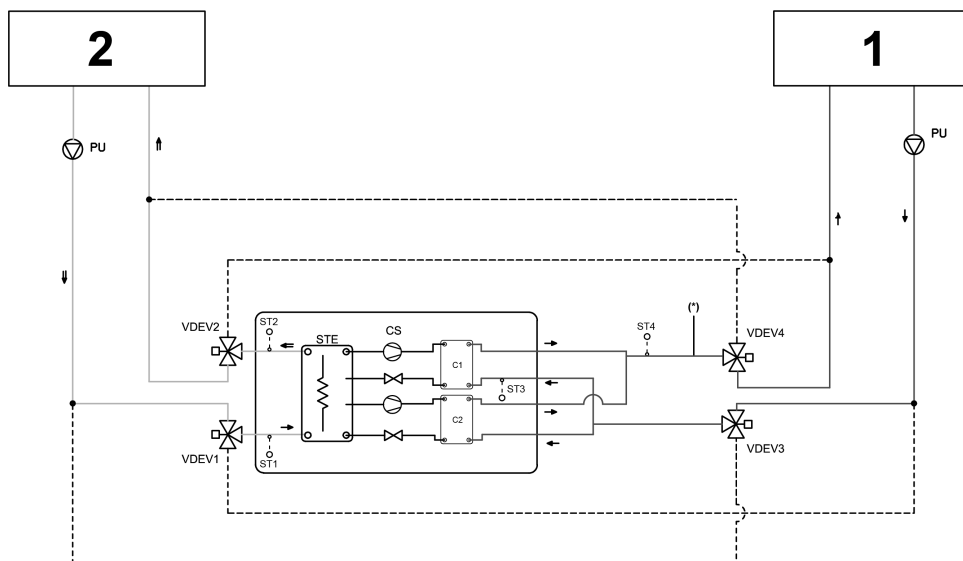 2
1
PU
PU
(*)
VDEV2
ST2
STE
CS
ST4
VDEV4
C1
ST3
C2
VDEV1
ST1
VDEV3